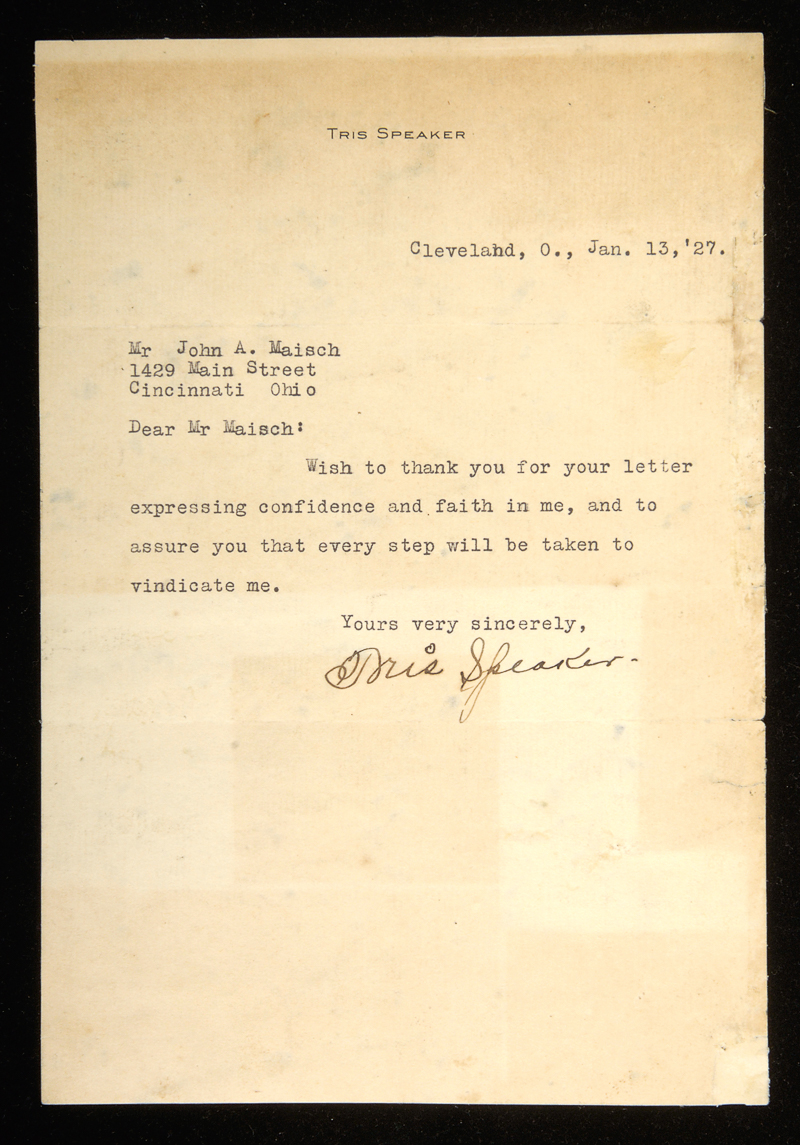 TRIS SPEAKER
Cleveland, O., Jan. 13,'27.
Mr John A. Maisch
1429 Main Street
Cincinnati Ohio
Dear Mr Maisch:
Wish to thank you for your letter
expressing confidence and faith in me, and to
assure you that every step will be taken to
vindicate me.
Yours very sincerely,
Tris Speaker.